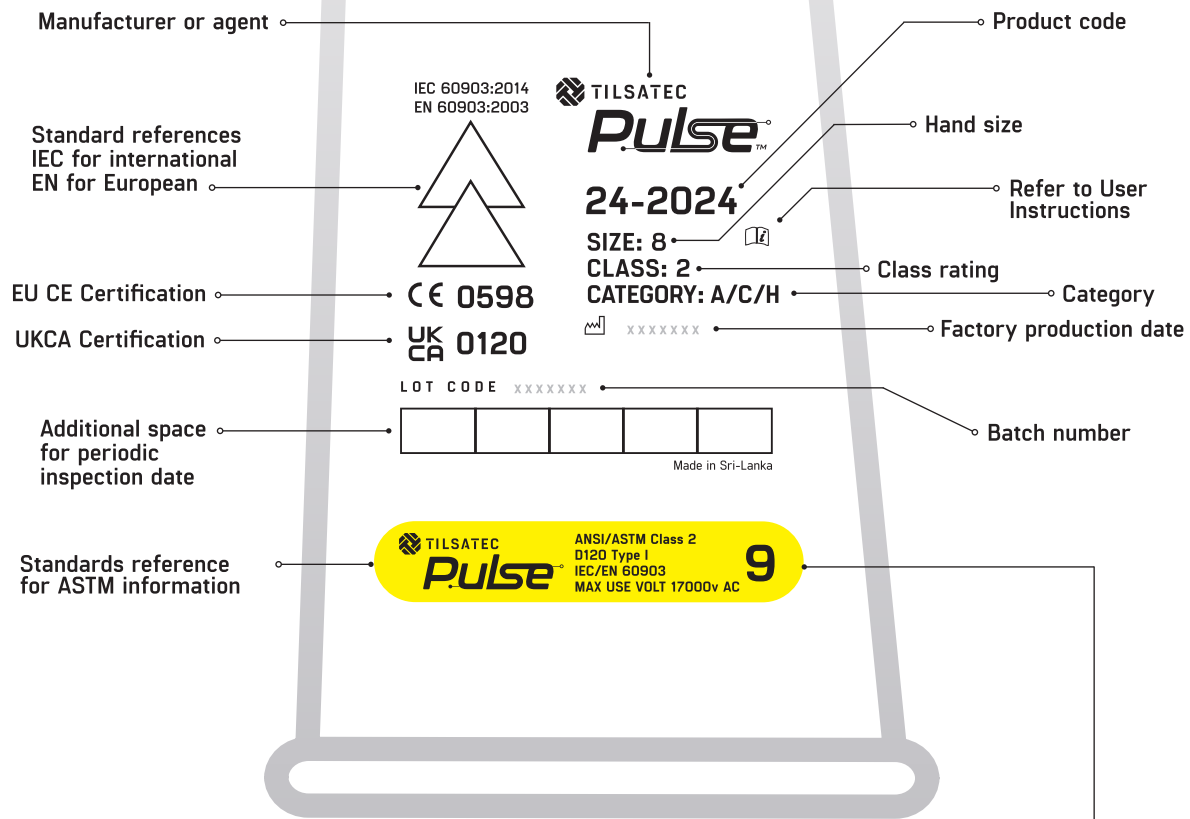 Manufacturer or agent
Product code
IEC 60903:2014
EN 60903:2003
TILSATEC
Pulse™
Standard references
IEC for international
EN for European
Hand size
24-2024
Refer to User
Instructions
SIZE: 8
CLASS: 2
Class rating
CATEGORY: A/C/H
Category
EU CE Certification
CE 0598
UKCA Certification
UK
CA 0120
xxxxxxx
Factory production date
LOT CODE xxxxxxx
Additional space
for periodic
inspection date
Batch number
Made in Sri-Lanka
Standards reference
for ASTM information
TILSATEC
Pulse
ANSI/ASTM Class 2
D120 Type I
IEC/EN 60903
MAX USE VOLT 17000v AC
9